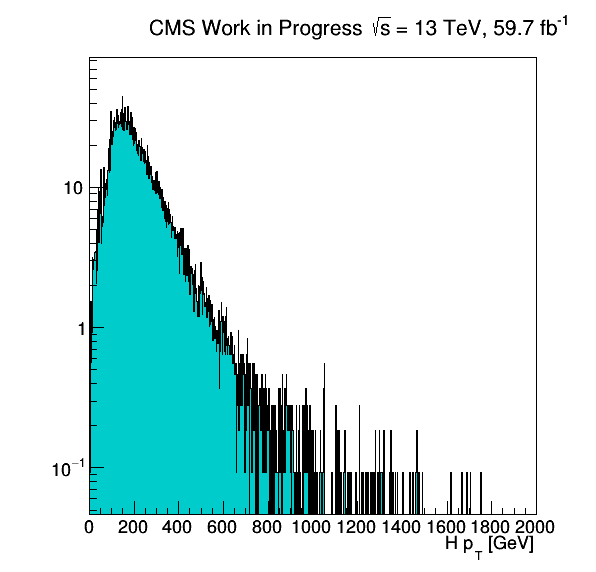 CMS Work in Progress √s = 13 TeV, 59.7 fb⁻¹
10
1
10⁻¹
0 200 400 600 800 1000 1200 1400 1600 1800 2000
H p_T [GeV]